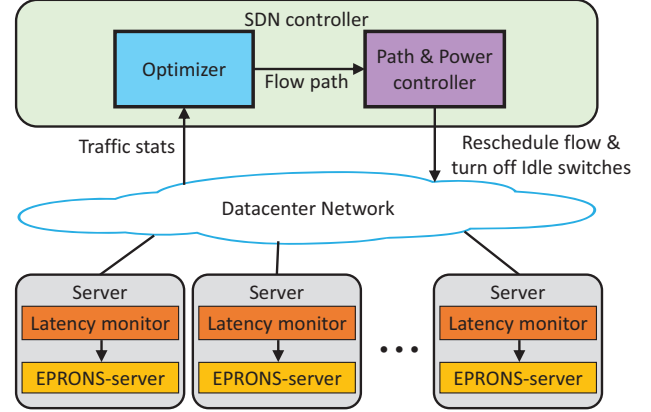 SDN controller
Optimizer
Flow path
Path & Power
controller
Traffic stats
Reschedule flow &
turn off Idle switches
Datacenter Network
Server
Latency monitor
EPRONS-server
Server
Latency monitor
EPRONS-server
...
Server
Latency monitor
EPRONS-server